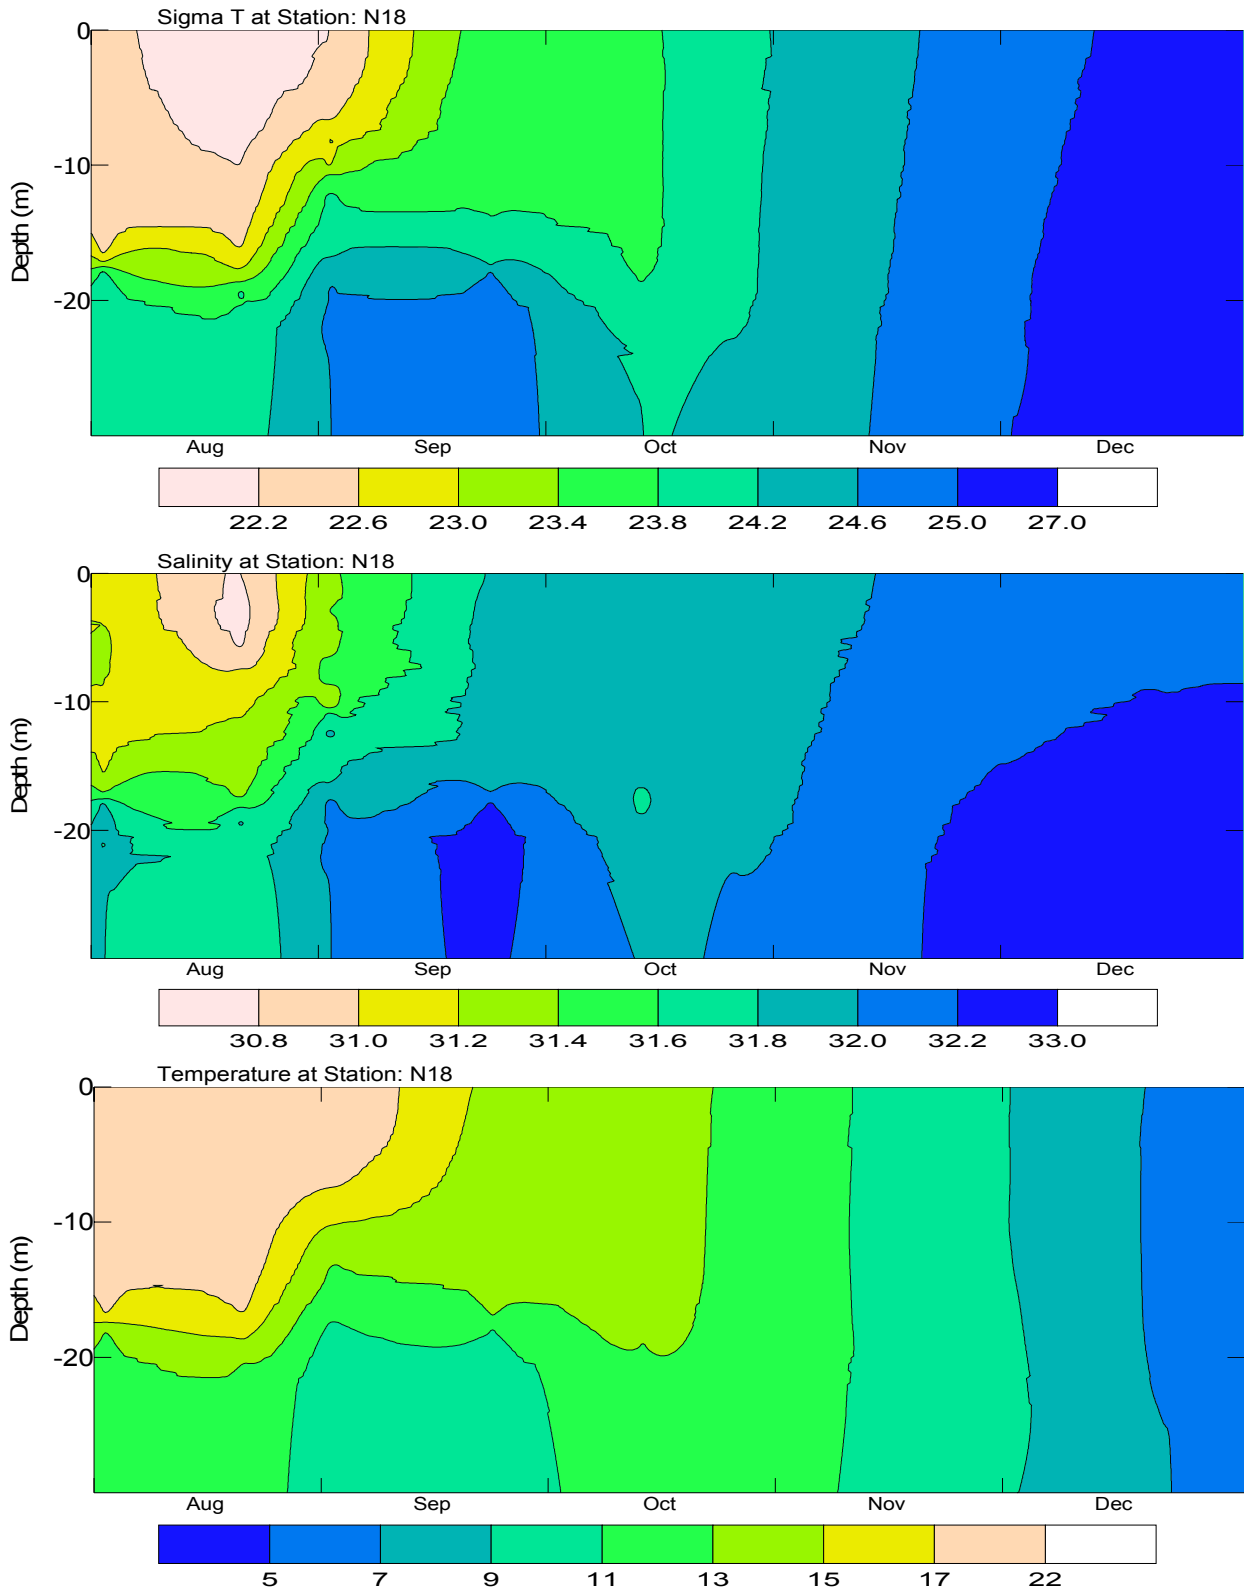 Sigma T at Station: N18
0
-10
-20
Depth (m)
Aug Sep Oct Nov Dec
22.2 22.6 23.0 23.4 23.8 24.2 24.6 25.0 27.0
Salinity at Station: N18
0
-10
-20
Depth (m)
Aug Sep Oct Nov Dec
30.8 31.0 31.2 31.4 31.6 31.8 32.0 32.2 33.0
Temperature at Station: N18
0
-10
-20
Depth (m)
Aug Sep Oct Nov Dec
5 7 9 11 13 15 17 22